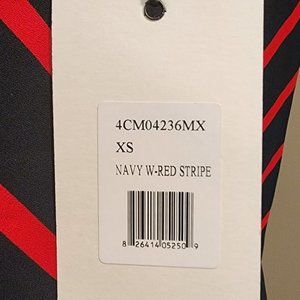 4CM04236MX
XS
NAVY W-RED STRIPE
8 26414 05250 9